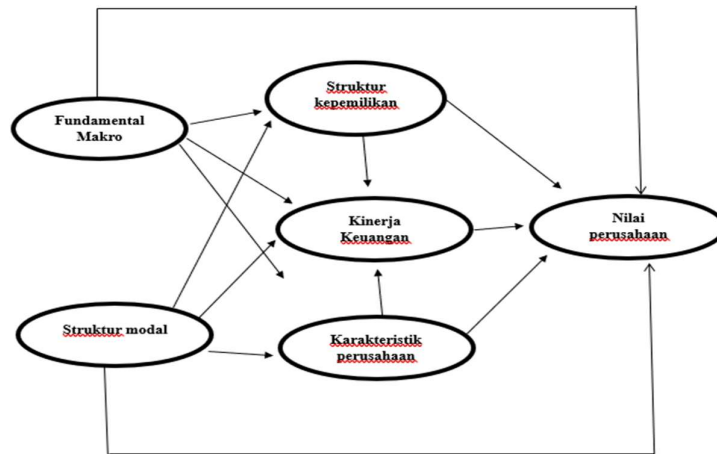 Struktur
kepemilikan
Fundamental
Makro
Kinerja
Keuangan
Nilai
perusahaan
Struktur modal
Karakteristik
perusahaan